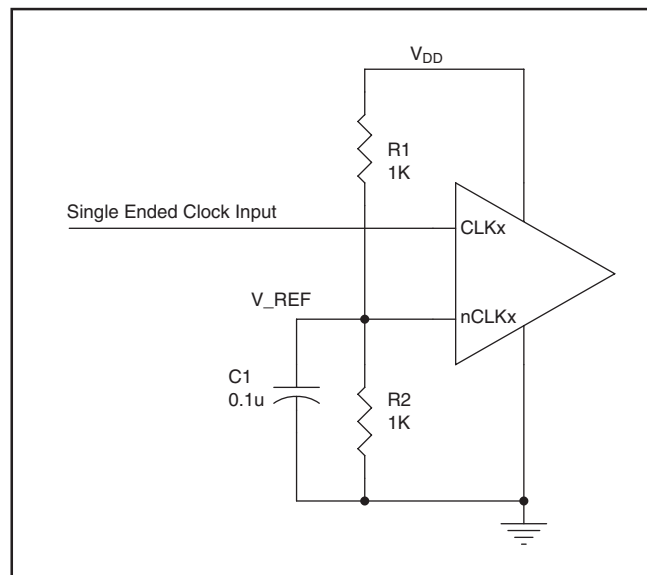 V_DD
R1
1K
Single Ended Clock Input
CLKx
V_REF
nCLKx
C1
0.1u
R2
1K